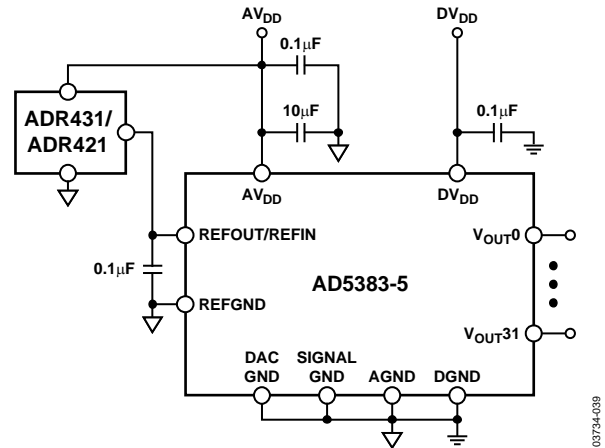 AVDD
DVDD
0.1μF
ADR431/
ADR421
10μF
0.1μF
AVDD
DVDD
REFOUT/REFIN
VOUT0
0.1μF
AD5383-5
REFGND
VOUT31
DAC
GND
SIGNAL
GND
AGND
DGND
03734-039